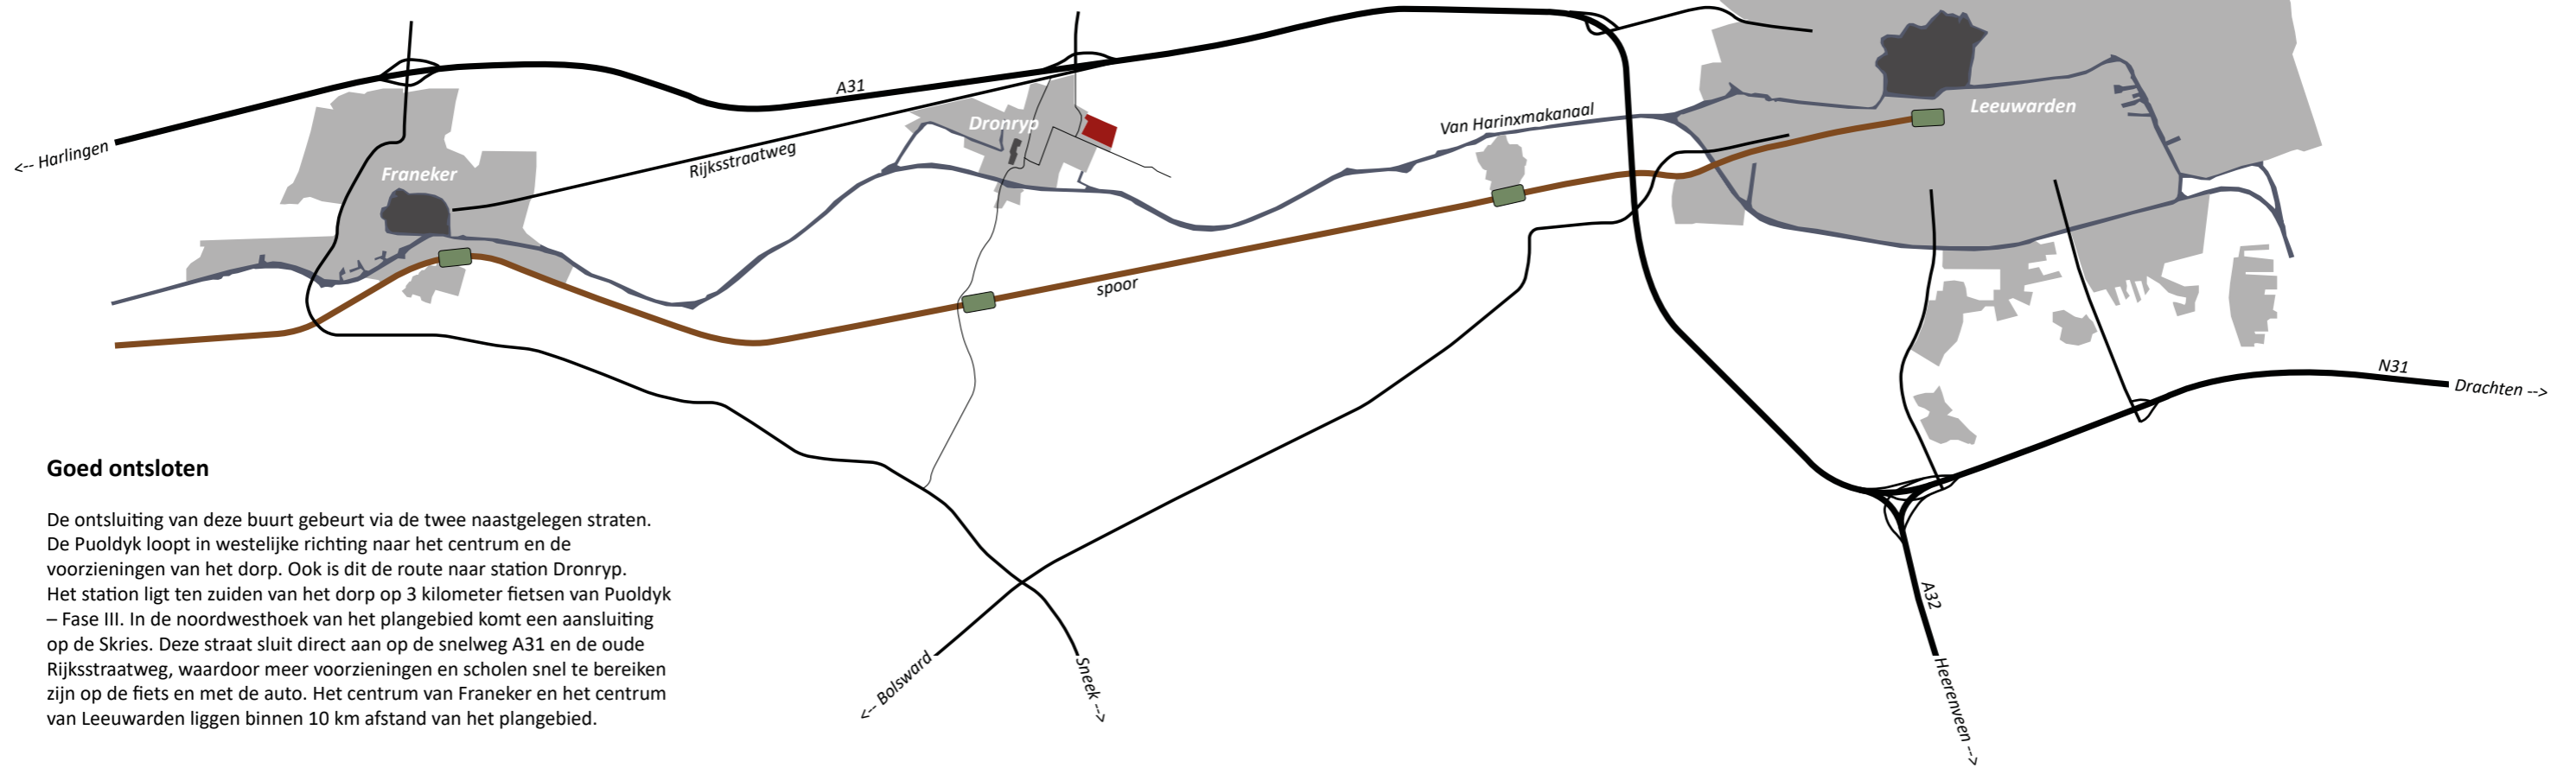 A31
<-- Harlingen
Franeker
Rijksstraatweg
Dronryp
Van Harinxmakanaal
Leeuwarden
spoor
N31
Drachten -->
A32
Heerenveen -->
<-- Bolsward
Sneek -->
Goed ontsloten
De ontsluiting van deze buurt gebeurt via de twee naastgelegen straten.
De Puoldyk loopt in westelijke richting naar het centrum en de
voorzieningen van het dorp. Ook is dit de route naar station Dronryp.
Het station ligt ten zuiden van het dorp op 3 kilometer fietsen van Puoldyk
– Fase III. In de noordwesthoek van het plangebied komt een aansluiting
op de Skries. Deze straat sluit direct aan op de snelweg A31 en de oude
Rijksstraatweg, waardoor meer voorzieningen en scholen snel te bereiken
zijn op de fiets en met de auto. Het centrum van Franeker en het centrum
van Leeuwarden liggen binnen 10 km afstand van het plangebied.